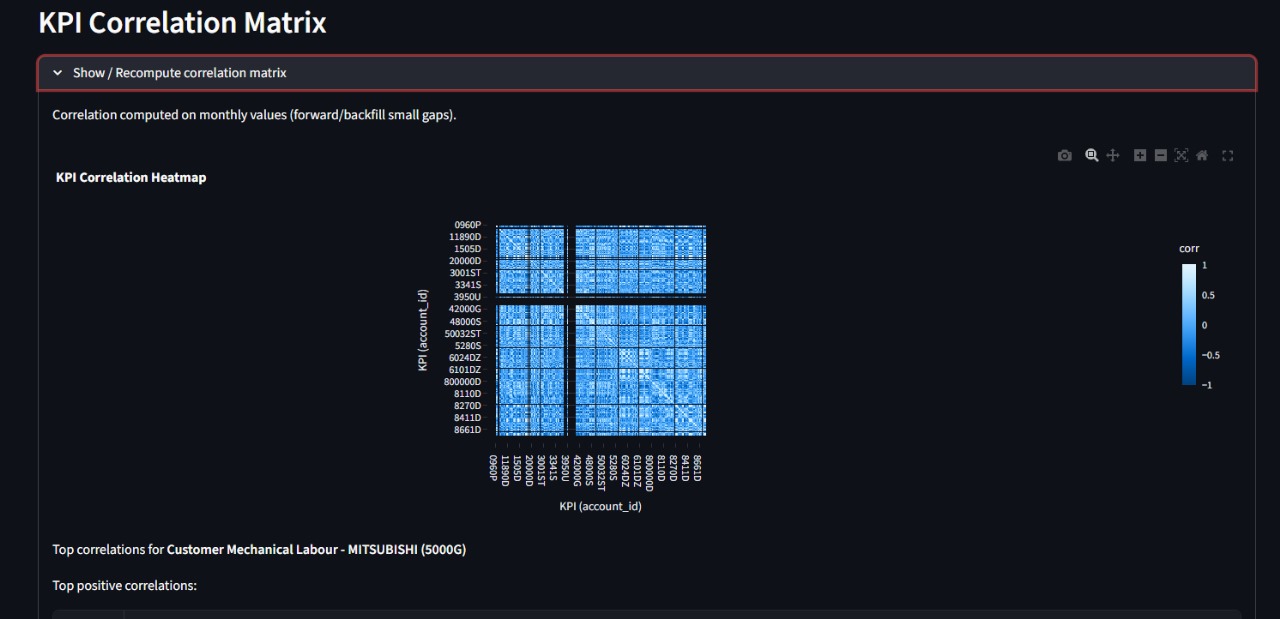 KPI Correlation Matrix
Show / Recompute correlation matrix
Correlation computed on monthly values (forward/backfill small gaps).
KPI Correlation Heatmap
corr
1
0.5
0
−0.5
−1
KPI (account_id)
0960P
11890D
1505D
20000D
3001ST
3341S
3950U
42000G
48000S
50032ST
5280S
6024DZ
6101DZ
800000D
8110D
8270D
8411D
8661D
0960P
11890D
1505D
20000D
3001ST
3341S
3950U
42000G
48000S
50032ST
5280S
6024DZ
6101DZ
800000D
8110D
8270D
8411D
8661D
KPI (account_id)
Top correlations for Customer Mechanical Labour - MITSUBISHI (5000G)
Top positive correlations: